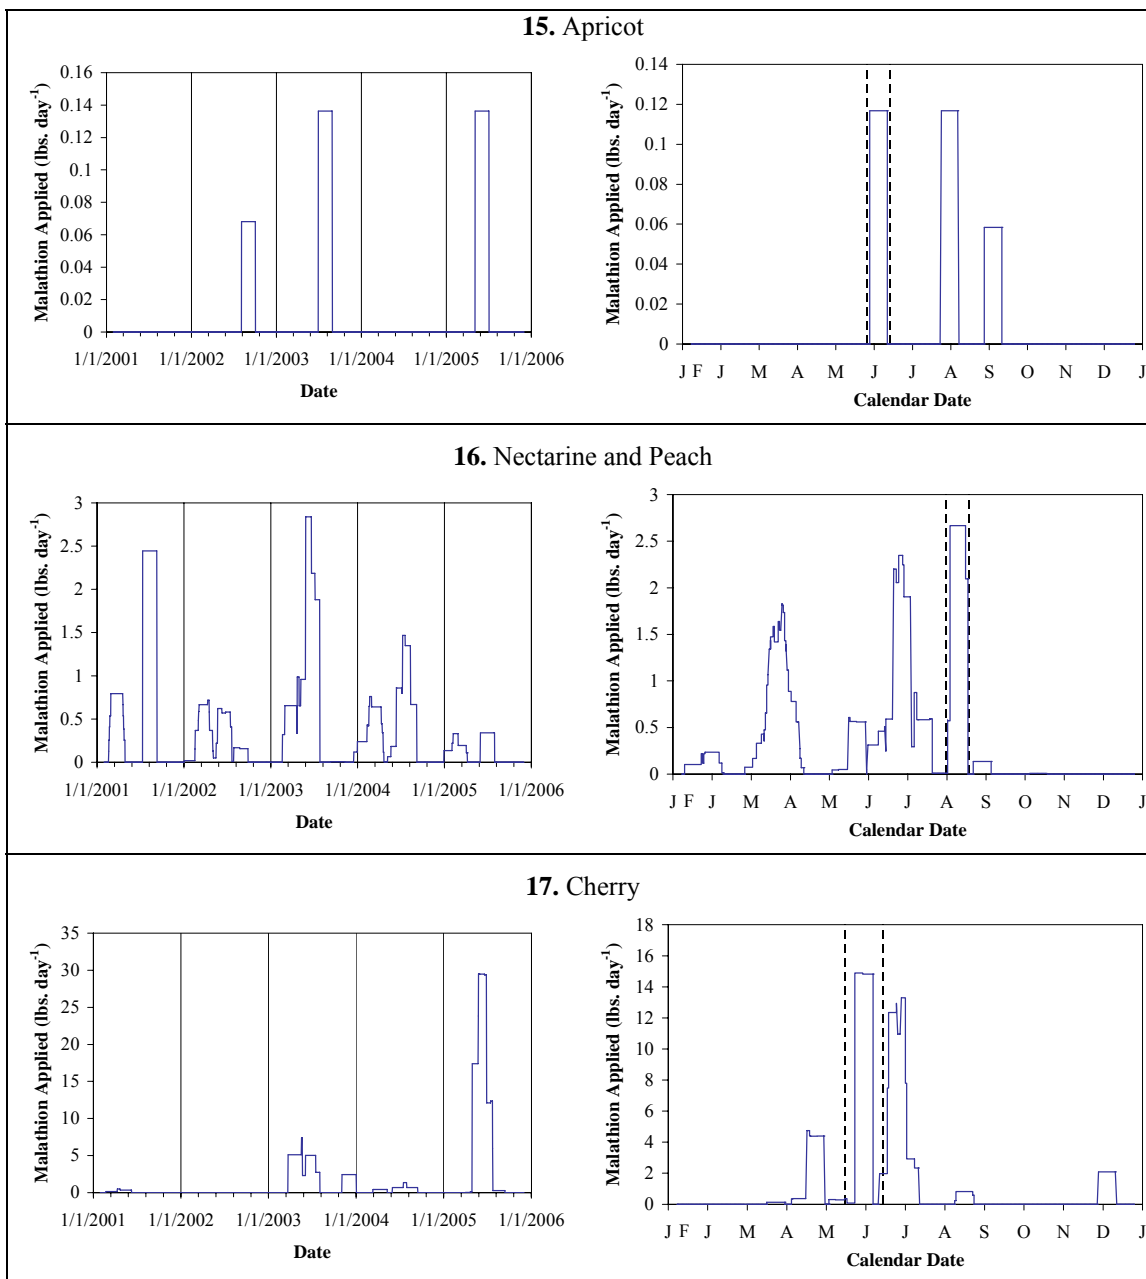 15. Apricot
Malathion Applied (lbs. day-1)
0.16
0.14
0.12
0.1
0.08
0.06
0.04
0.02
0
1/1/2001 1/1/2002 1/1/2003 1/1/2004 1/1/2005 1/1/2006
Date
Malathion Applied (lbs. day-1)
0.14
0.12
0.1
0.08
0.06
0.04
0.02
0
J F J M A M J J A S O N D J
Calendar Date
16. Nectarine and Peach
Malathion Applied (lbs. day-1)
3
2.5
2
1.5
1
0.5
0
1/1/2001 1/1/2002 1/1/2003 1/1/2004 1/1/2005 1/1/2006
Date
Malathion Applied (lbs. day-1)
3
2.5
2
1.5
1
0.5
0
J F J M A M J J A S O N D J
Calendar Date
17. Cherry
Malathion Applied (lbs. day-1)
35
30
25
20
15
10
5
0
1/1/2001 1/1/2002 1/1/2003 1/1/2004 1/1/2005 1/1/2006
Date
Malathion Applied (lbs. day-1)
18
16
14
12
10
8
6
4
2
0
J F J M A M J J A S O N D J
Calendar Date